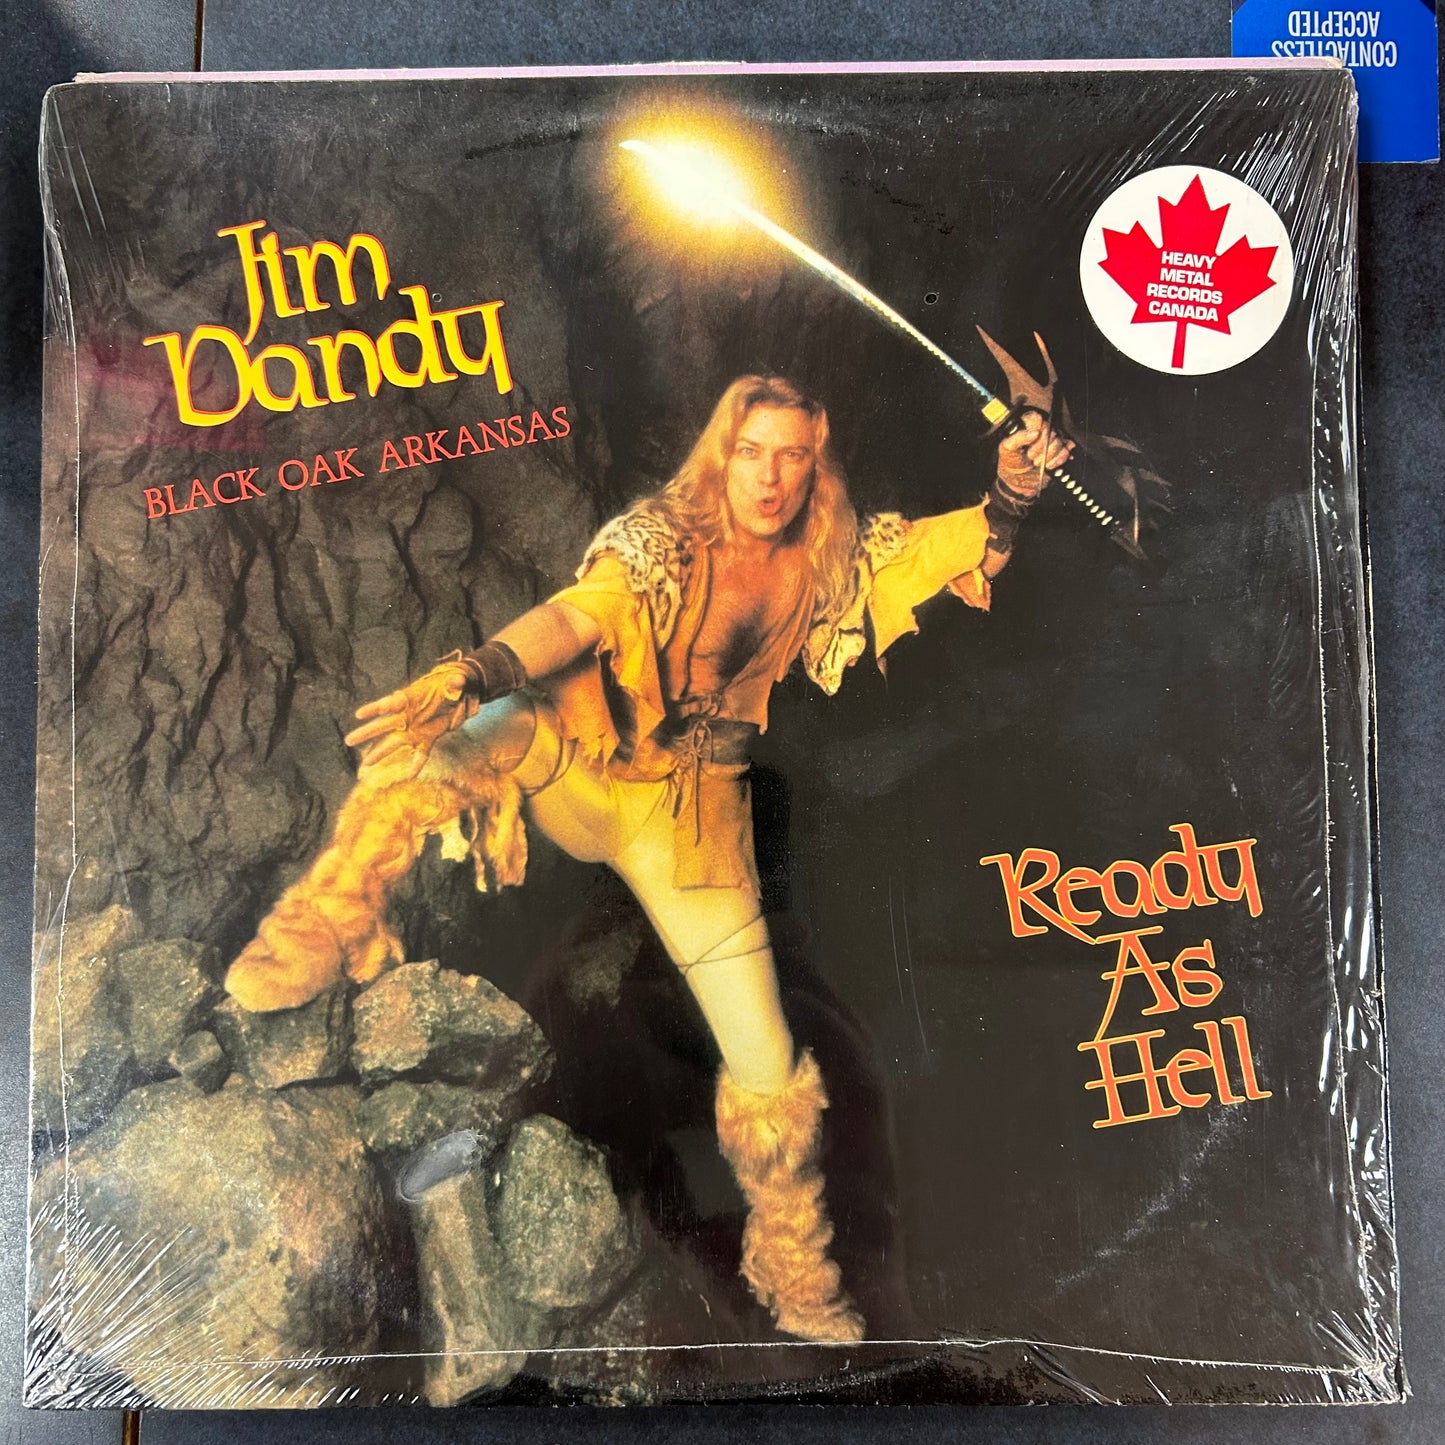 CONTACTLESS
ACCEPTED
Jim
Dandy
BLACK OAK ARKANSAS
HEAVY
METAL
RECORDS
CANADA
Ready
As
Hell